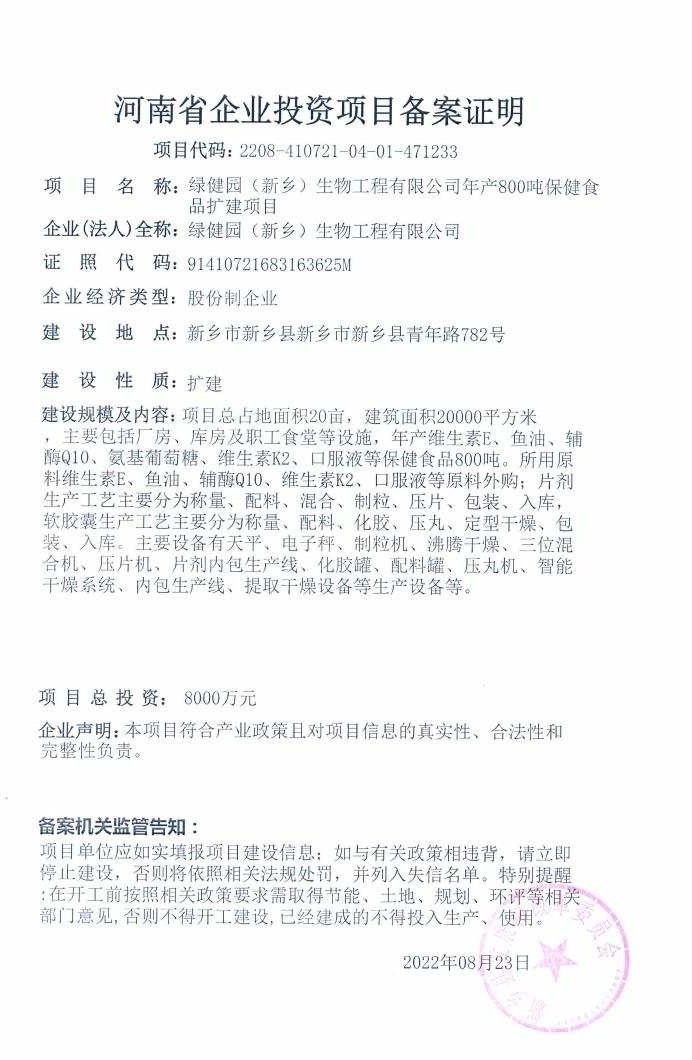 河南省企业投资项目备案证明
项目代码：2208-410721-04-01-471233
项目名称：绿健园（新乡）生物工程有限公司年产800吨保健食
品扩建项目
企业(法人)全称：绿健园（新乡）生物工程有限公司
证照代码：91410721683163625M
企业经济类型：股份制企业
建设地点：新乡市新乡县新乡市新乡县青年路782号
建设性质：扩建
建设规模及内容：项目总占地面积20亩，建筑面积20000平方米
，主要包括厂房、库房及职工食堂等设施，年产维生素E、鱼油、辅
酶Q10、氨基葡萄糖、维生素K2、口服液等保健食品800吨。所用原
料维生素E、鱼油、辅酶Q10、维生素K2、口服液等原料外购；片剂
生产工艺主要分为称量、配料、混合、制粒、压片、包装、入库，
软胶囊生产工艺主要分为称量、配料、化胶、压丸、定型干燥、包
装、入库。主要设备有天平、电子秤、制粒机、沸腾干燥、三位混
合机、压片机、片剂内包生产线、化胶罐、配料罐、压丸机、智能
干燥系统、内包生产线、提取干燥设备等生产设备等。
项目总投资：8000万元
企业声明：本项目符合产业政策且对项目信息的真实性、合法性和
完整性负责。
备案机关监管告知：
项目单位应如实填报项目建设信息；如与有关政策相违背，请立即
停止建设，否则将依照相关法规处罚，并列入失信名单。特别提醒
:在开工前按照相关政策要求需取得节能、土地、规划、环评等相关
部门意见,否则不得开工建设,已经建成的不得投入生产、使用。
2022年08月23日